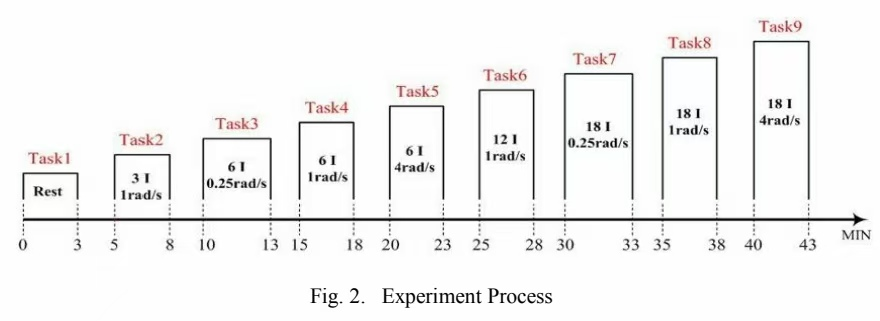 Task1
Rest
Task2
3 I
1rad/s
Task3
6 I
0.25rad/s
Task4
6 I
1rad/s
Task5
6 I
4rad/s
Task6
12 I
1rad/s
Task7
18 I
0.25rad/s
Task8
18 I
1rad/s
Task9
18 I
4rad/s
0 3 5 8 10 13 15 18 20 23 25 28 30 33 35 38 40 43 MIN
Fig. 2. Experiment Process